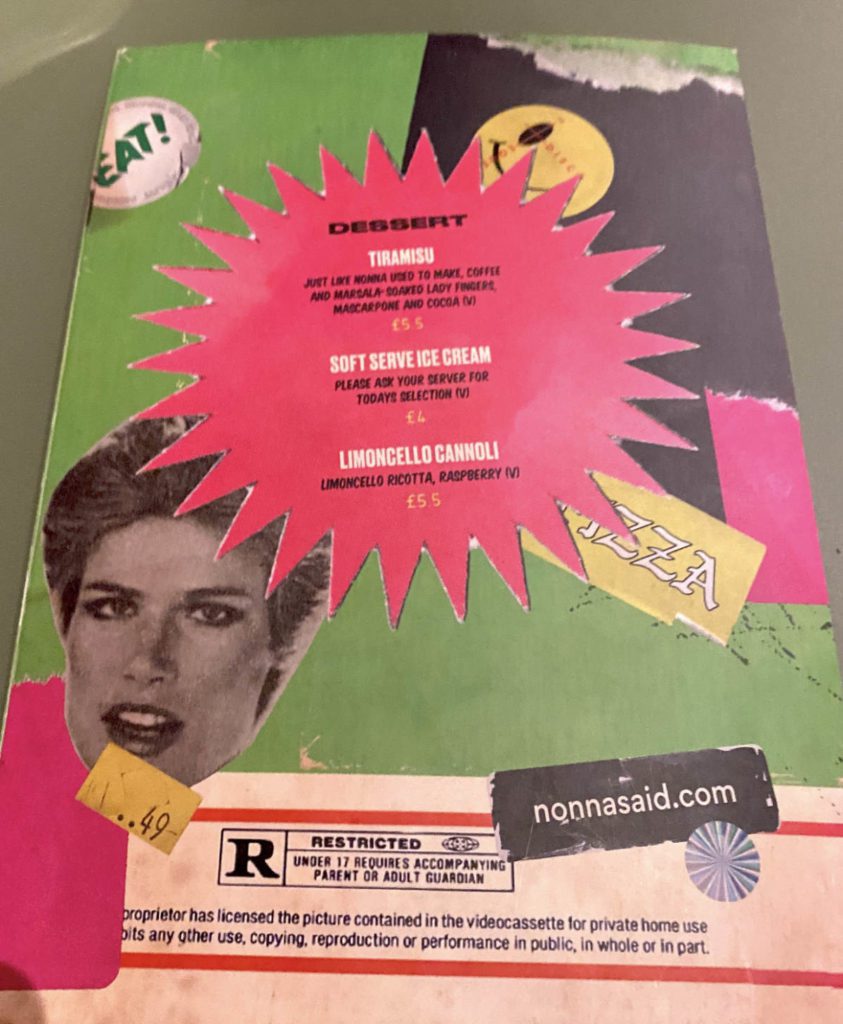 EAT!
DESSERT
TIRAMISU
JUST LIKE NONNA USED TO MAKE, COFFEE
AND MARSALA-SOAKED LADY FINGERS,
MASCARPONE AND COCOA (V)
£5.5
SOFT SERVE ICE CREAM
PLEASE ASK YOUR SERVER FOR
TODAYS SELECTION (V)
£4
LIMONCELLO CANNOLI
LIMONCELLO RICOTTA, RASPBERRY (V)
£5.5
IZZA
..49-
nonnasaid.com
R
RESTRICTED
UNDER 17 REQUIRES ACCOMPANYING
PARENT OR ADULT GUARDIAN
proprietor has licensed the picture contained in the videocassette for private home use
bits any other use, copying, reproduction or performance in public, in whole or in part.